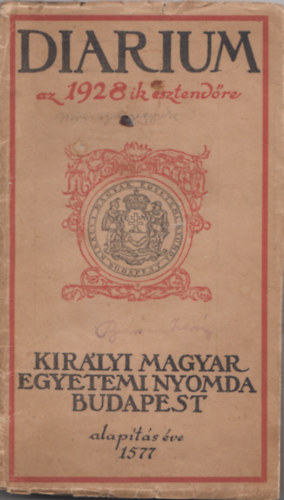 DIARIUM
az 1928 ik esztendőre
KIRÁLYI MAGYAR
EGYETEMI NYOMDA
BUDAPEST
alapítás éve
1577